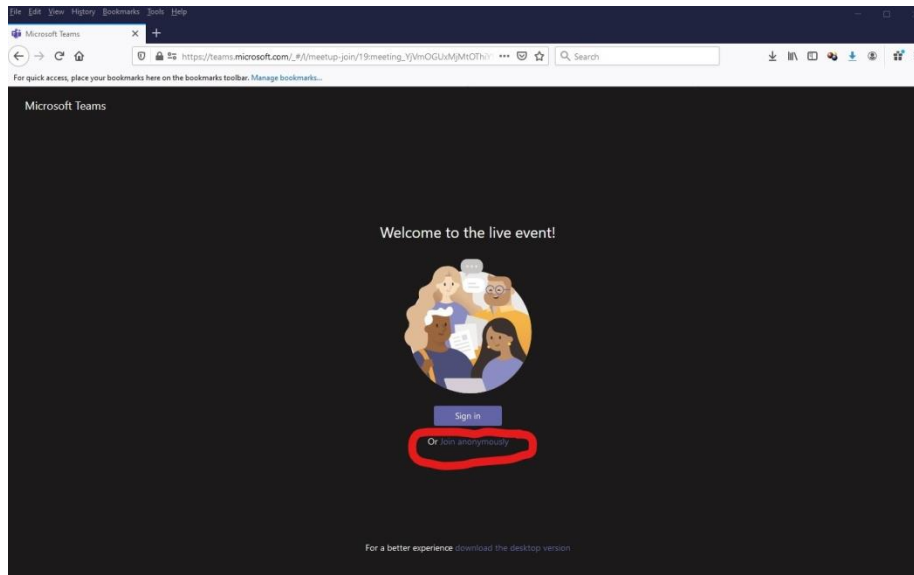 File Edit View History Bookmarks Tools Help
Microsoft Teams
https://teams.microsoft.com/_#/l/meetup-join/19:meeting_YjVmOGUxMjMtOThiY
Search
For quick access, place your bookmarks here on the bookmarks toolbar. Manage bookmarks...
Microsoft Teams
Welcome to the live event!
Sign in
Or Join anonymously
For a better experience download the desktop version